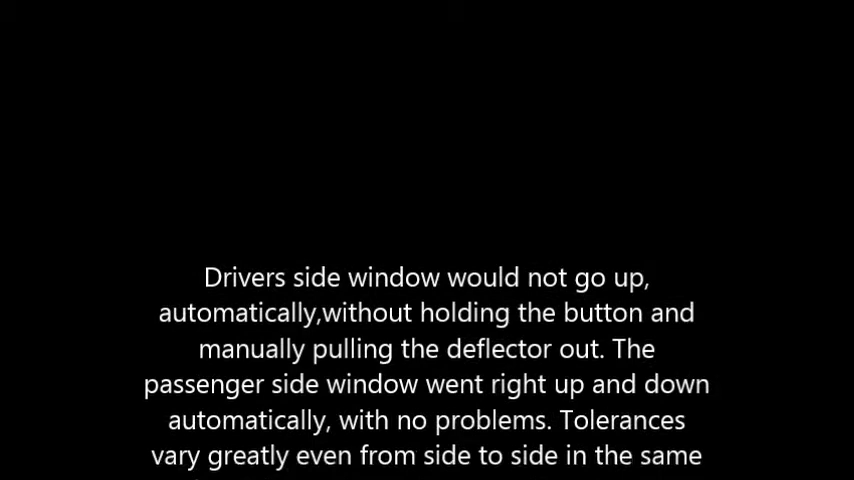 Drivers side window would not go up,
automatically,without holding the button and
manually pulling the deflector out. The
passenger side window went right up and down
automatically, with no problems. Tolerances
vary greatly even from side to side in the same